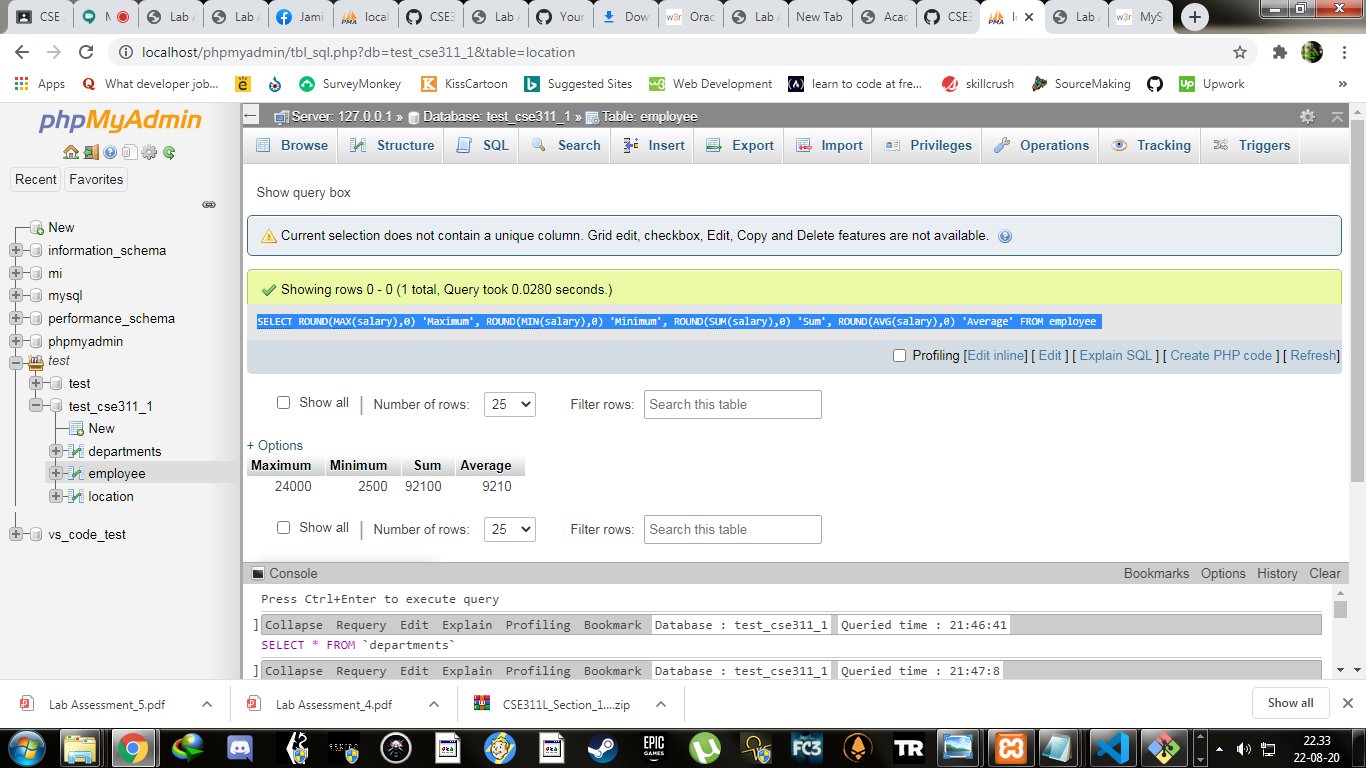 CSE Lab Lab Jami local CSE3 Lab Your Dow w3r Orac Lab New Tab Acac CSE3 PMA Lab w3r MyS
localhost/phpmyadmin/tbl_sql.php?db=test_cse311_1&table=location
Apps What developer job... SurveyMonkey KissCartoon Suggested Sites Web Development learn to code at fre... skillcrush SourceMaking Upwork »
phpMyAdmin
Recent Favorites
New
information_schema
mi
mysql
performance_schema
phpmyadmin
test
test
test_cse311_1
New
departments
employee
location
vs_code_test
Server: 127.0.0.1 » Database: test_cse311_1 » Table: employee
Browse Structure SQL Search Insert Export Import Privileges Operations Tracking Triggers
Show query box
Current selection does not contain a unique column. Grid edit, checkbox, Edit, Copy and Delete features are not available.
Showing rows 0 - 0 (1 total, Query took 0.0280 seconds.)
SELECT ROUND(MAX(salary),0) 'Maximum', ROUND(MIN(salary),0) 'Minimum', ROUND(SUM(salary),0) 'Sum', ROUND(AVG(salary),0) 'Average' FROM employee
Profiling [Edit inline] [ Edit ] [ Explain SQL ] [ Create PHP code ] [ Refresh]
Show all | Number of rows: 25 Filter rows: Search this table
+ Options
Maximum Minimum Sum Average
24000 2500 92100 9210
Show all | Number of rows: 25 Filter rows: Search this table
Console Bookmarks Options History Clear
Press Ctrl+Enter to execute query
] Collapse Requery Edit Explain Profiling Bookmark Database : test_cse311_1 Queried time : 21:46:41
SELECT * FROM `departments`
] Collapse Requery Edit Explain Profiling Bookmark Database : test_cse311_1 Queried time : 21:47:8
Lab Assessment_5.pdf Lab Assessment_4.pdf CSE311L_Section_1....zip Show all
EPIC GAMES FC3 TR 22.33
22-08-20